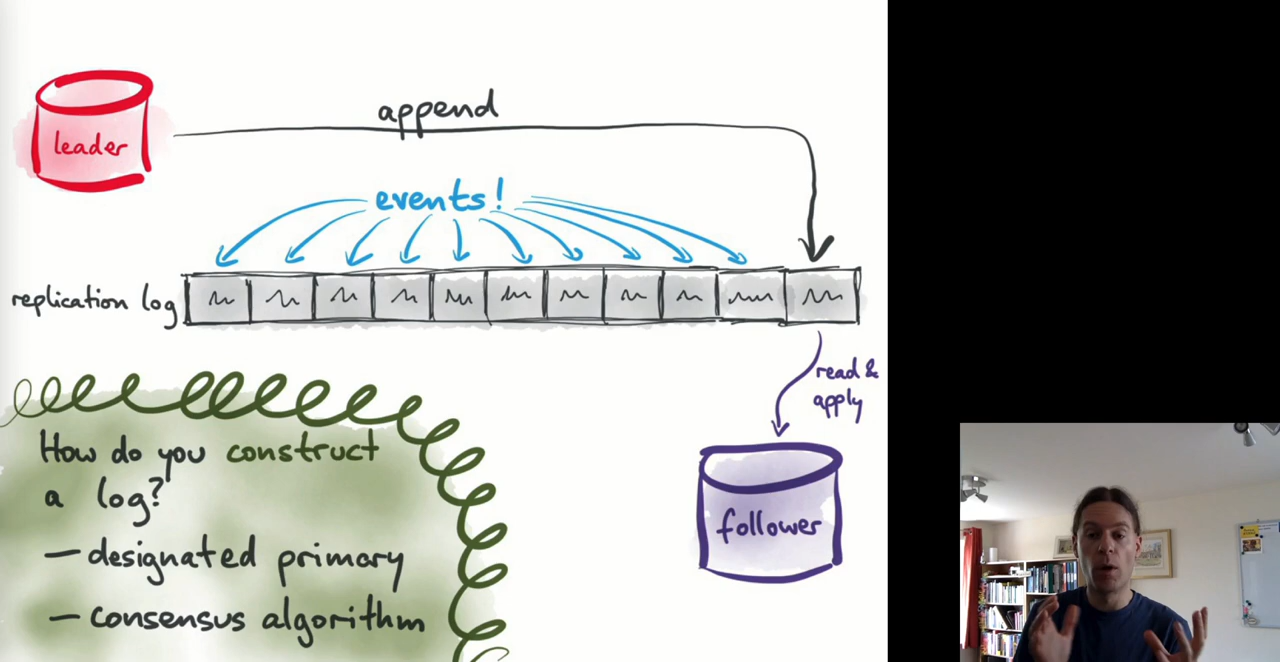 leader
append
events!
replication log
read &
apply
follower
How do you construct
a log?
— designated primary
— consensus algorithm